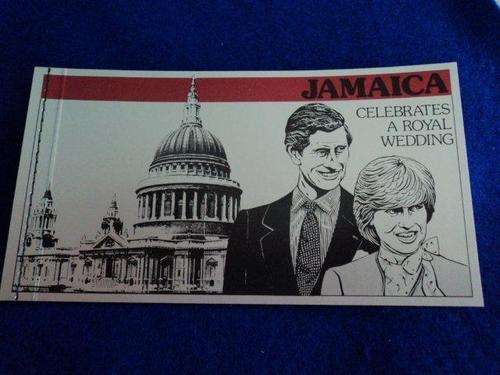 JAMAICA
CELEBRATES
A ROYAL
WEDDING